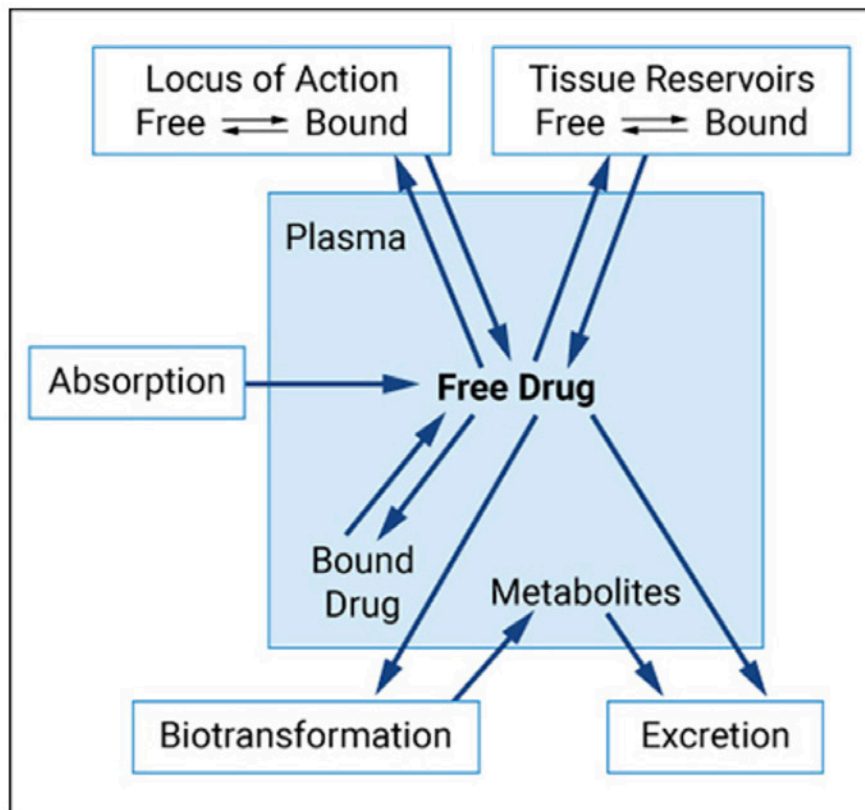 Locus of Action
Free Bound
Tissue Reservoirs
Free Bound
Plasma
Absorption
Free Drug
Bound
Drug
Metabolites
Biotransformation
Excretion